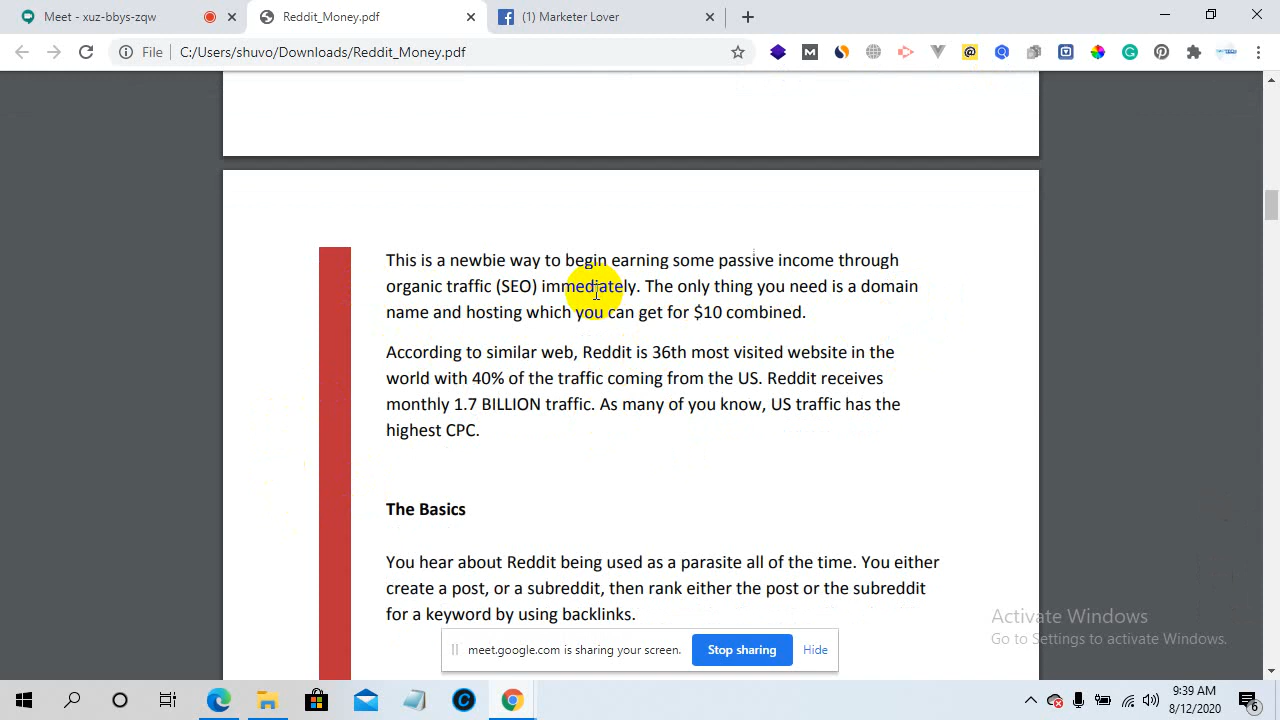 Meet - xuz-bbys-zqw
Reddit_Money.pdf
(1) Marketer Lover
File
C:/Users/shuvo/Downloads/Reddit_Money.pdf
This is a newbie way to begin earning some passive income through
organic traffic (SEO) immediately. The only thing you need is a domain
name and hosting which you can get for $10 combined.
According to similar web, Reddit is 36th most visited website in the
world with 40% of the traffic coming from the US. Reddit receives
monthly 1.7 BILLION traffic. As many of you know, US traffic has the
highest CPC.
The Basics
You hear about Reddit being used as a parasite all of the time. You either
create a post, or a subreddit, then rank either the post or the subreddit
for a keyword by using backlinks.
Activate Windows
Go to Settings to activate Windows.
meet.google.com is sharing your screen.
Stop sharing
Hide
9:39 AM
8/12/2020
6